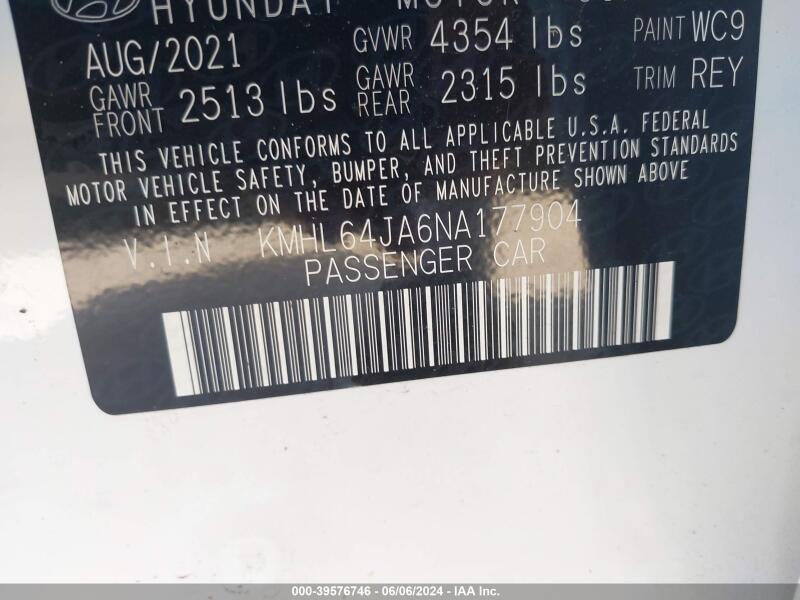 HYUNDAI MOTOR
AUG/2021 GVWR 4354 lbs PAINT WC9
GAWR FRONT 2513 lbs GAWR REAR 2315 lbs TRIM REY
THIS VEHICLE CONFORMS TO ALL APPLICABLE U.S.A. FEDERAL
MOTOR VEHICLE SAFETY, BUMPER, AND THEFT PREVENTION STANDARDS
IN EFFECT ON THE DATE OF MANUFACTURE SHOWN ABOVE
V.I.N KMHL64JA6NA177904
PASSENGER CAR
000-39576746 - 06/06/2024 - IAA Inc.